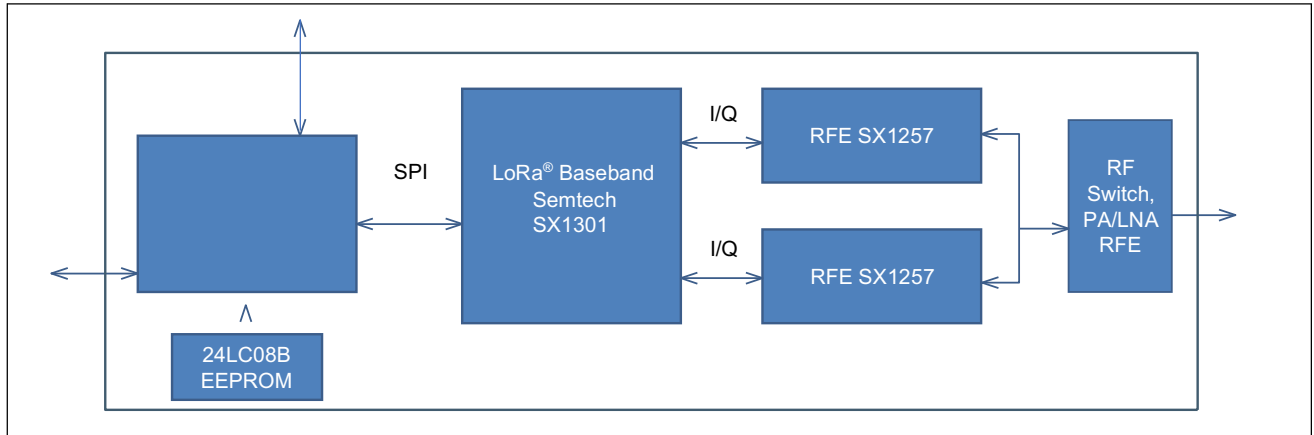 SPI
LoRa® Baseband
Semtech
SX1301
I/Q
I/Q
RFE SX1257
RFE SX1257
RF
Switch,
PA/LNA
RFE
24LC08B
EEPROM